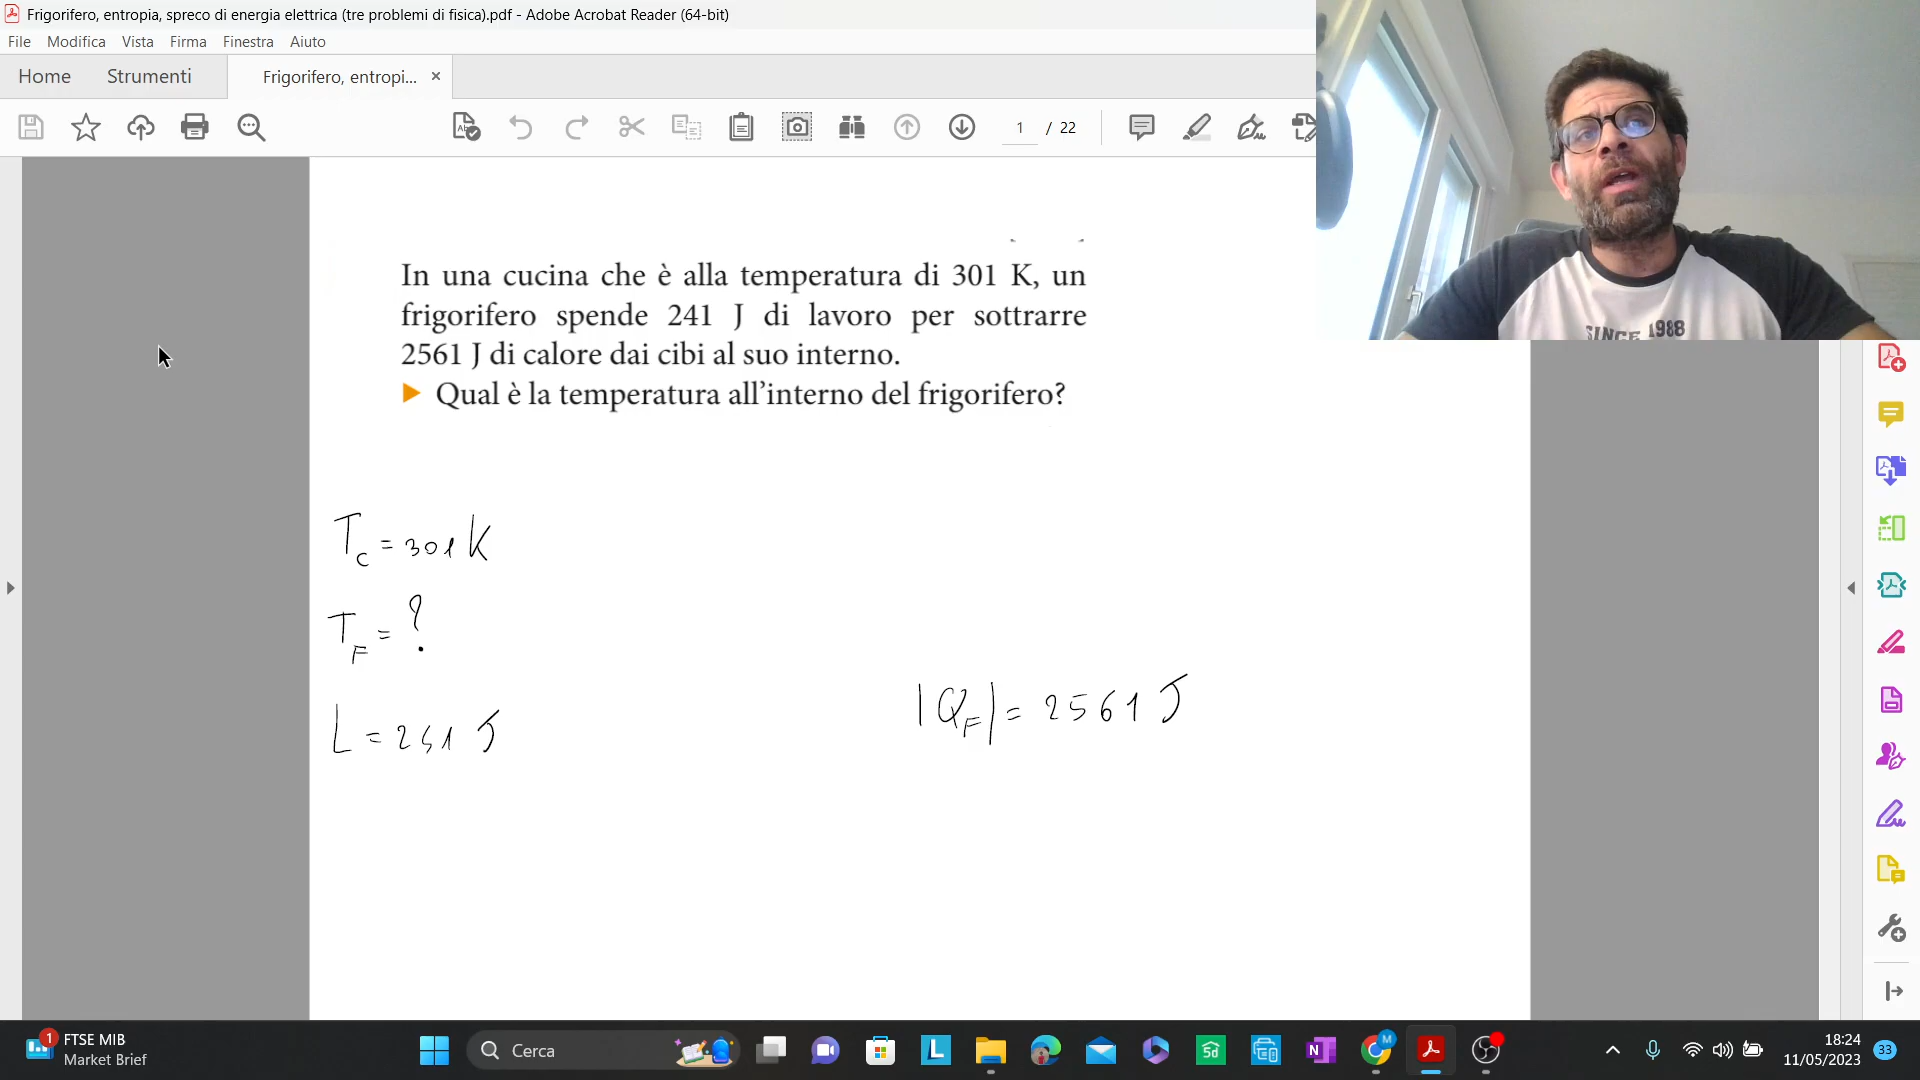 Frigorifero, entropia, spreco di energia elettrica (tre problemi di fisica).pdf - Adobe Acrobat Reader (64-bit)
File Modifica Vista Firma Finestra Aiuto
Home Strumenti Frigorifero, entropi... ×
1 / 22
In una cucina che è alla temperatura di 301 K, un
frigorifero spende 241 J di lavoro per sottrarre
2561 J di calore dai cibi al suo interno.
Qual è la temperatura all'interno del frigorifero?
T_C = 301 K
T_F = ?
L = 241 J
|Q_F| = 2561 J
SINCE 1988
1
FTSE MIB
Market Brief
Cerca
L
Sd
N
M
18:24
11/05/2023
33